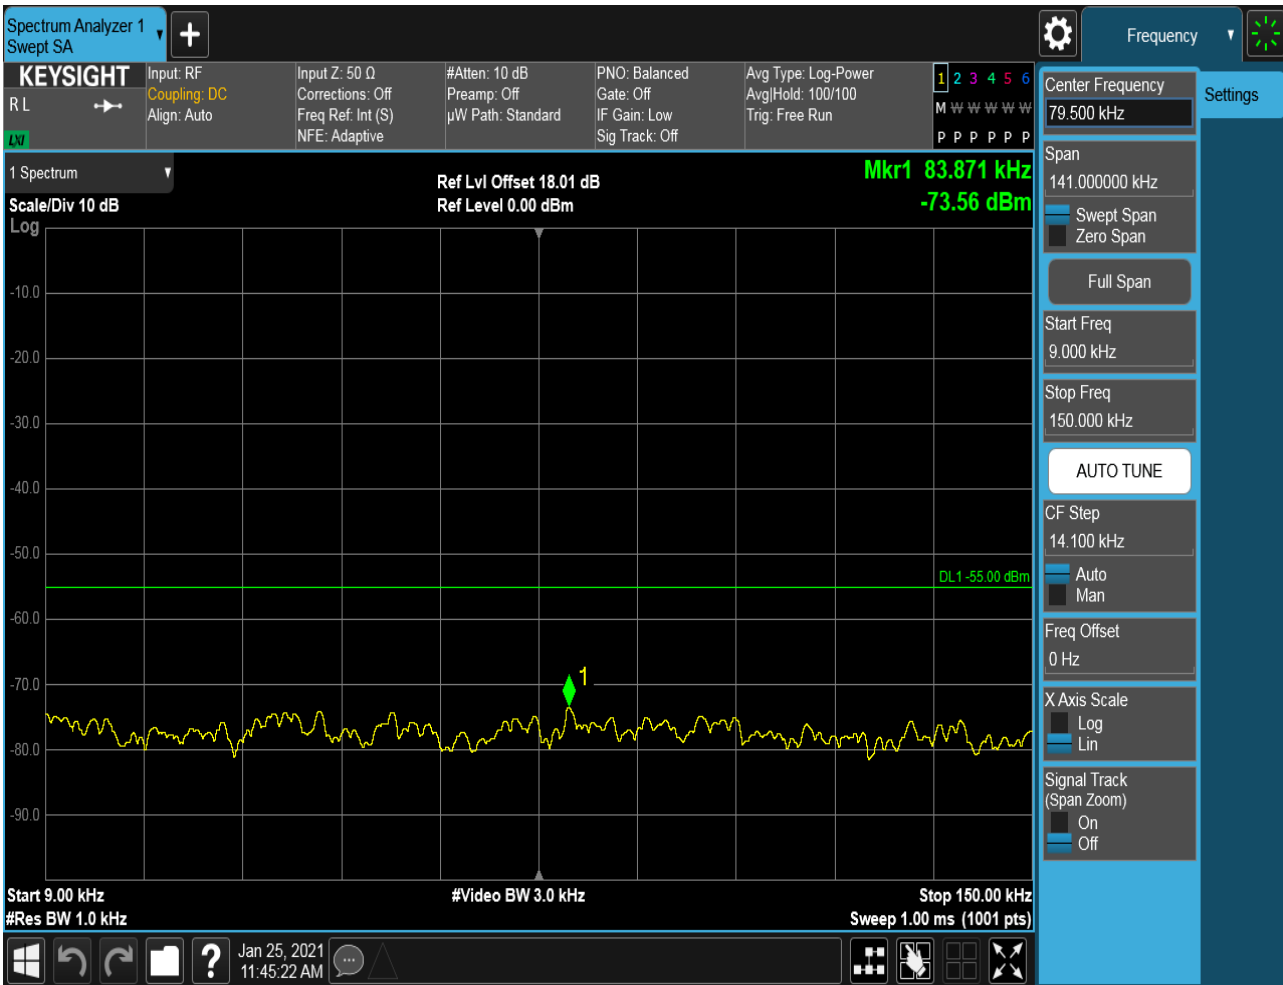 Spectrum Analyzer 1
Swept SA
+
Frequency
KEYSIGHT
R L
LXI
Input: RF
Coupling: DC
Align: Auto
Input Z: 50 Ω
Corrections: Off
Freq Ref: Int (S)
NFE: Adaptive
#Atten: 10 dB
Preamp: Off
µW Path: Standard
PNO: Balanced
Gate: Off
IF Gain: Low
Sig Track: Off
Avg Type: Log-Power
Avg|Hold: 100/100
Trig: Free Run
1 2 3 4 5 6
M W W W W W
P P P P P P
1 Spectrum
Scale/Div 10 dB
Log
Ref Lvl Offset 18.01 dB
Ref Level 0.00 dBm
Mkr1 83.871 kHz
-73.56 dBm
-10.0
-20.0
-30.0
-40.0
-50.0
DL1 -55.00 dBm
-60.0
1
-70.0
-80.0
-90.0
Start 9.00 kHz
#Video BW 3.0 kHz
Stop 150.00 kHz
#Res BW 1.0 kHz
Sweep 1.00 ms (1001 pts)
Center Frequency
79.500 kHz
Settings
Span
141.000000 kHz
Swept Span
Zero Span
Full Span
Start Freq
9.000 kHz
Stop Freq
150.000 kHz
AUTO TUNE
CF Step
14.100 kHz
Auto
Man
Freq Offset
0 Hz
X Axis Scale
Log
Lin
Signal Track
(Span Zoom)
On
Off
?
Jan 25, 2021
11:45:22 AM